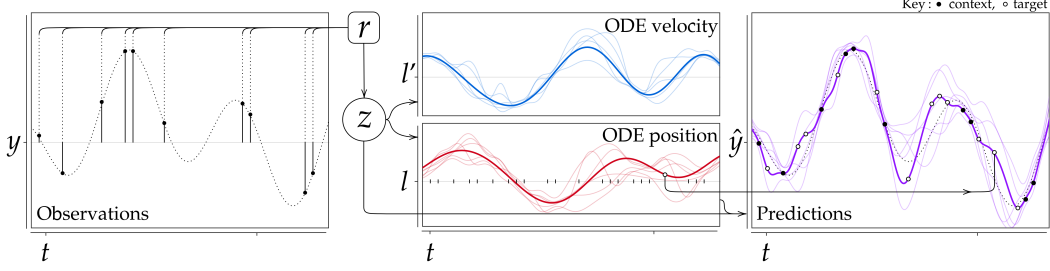 Key : • context, ◦ target
r
ODE velocity
l′
z
ODE position
y
l
ŷ
Observations
Predictions
t
t
t